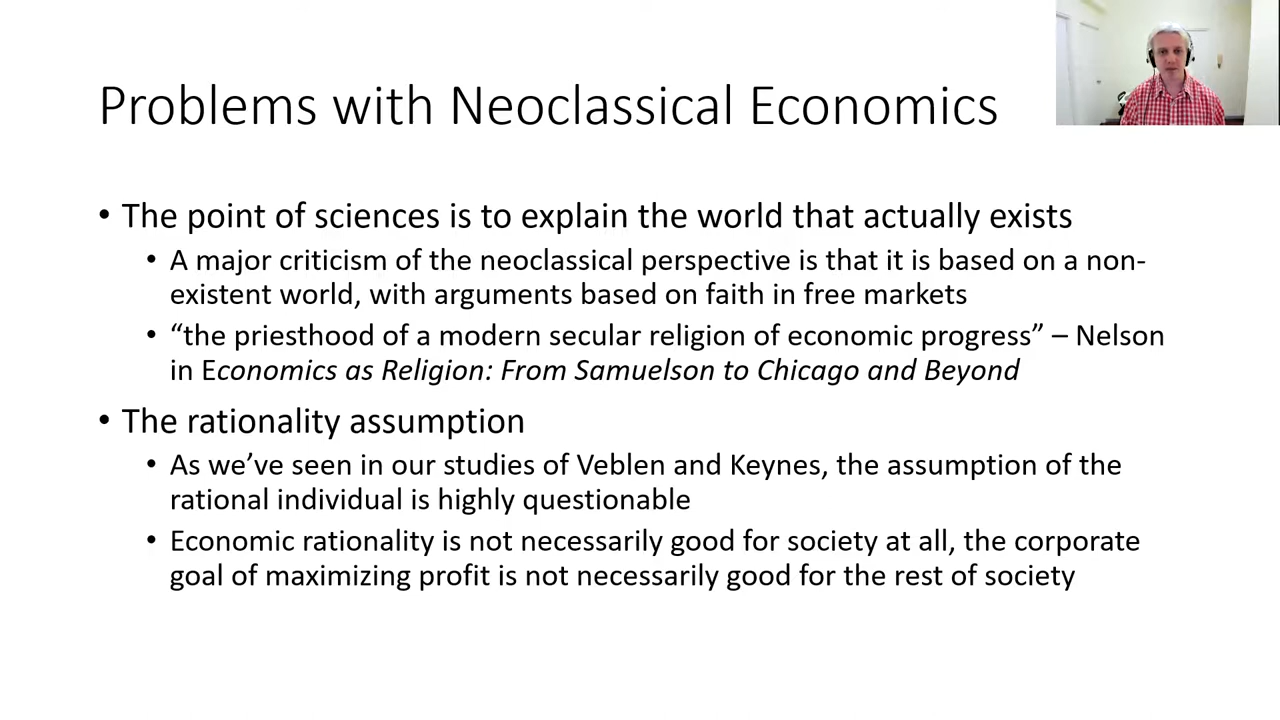 Problems with Neoclassical Economics
• The point of sciences is to explain the world that actually exists
• A major criticism of the neoclassical perspective is that it is based on a non-
existent world, with arguments based on faith in free markets
• “the priesthood of a modern secular religion of economic progress” – Nelson
in Economics as Religion: From Samuelson to Chicago and Beyond
• The rationality assumption
• As we’ve seen in our studies of Veblen and Keynes, the assumption of the
rational individual is highly questionable
• Economic rationality is not necessarily good for society at all, the corporate
goal of maximizing profit is not necessarily good for the rest of society